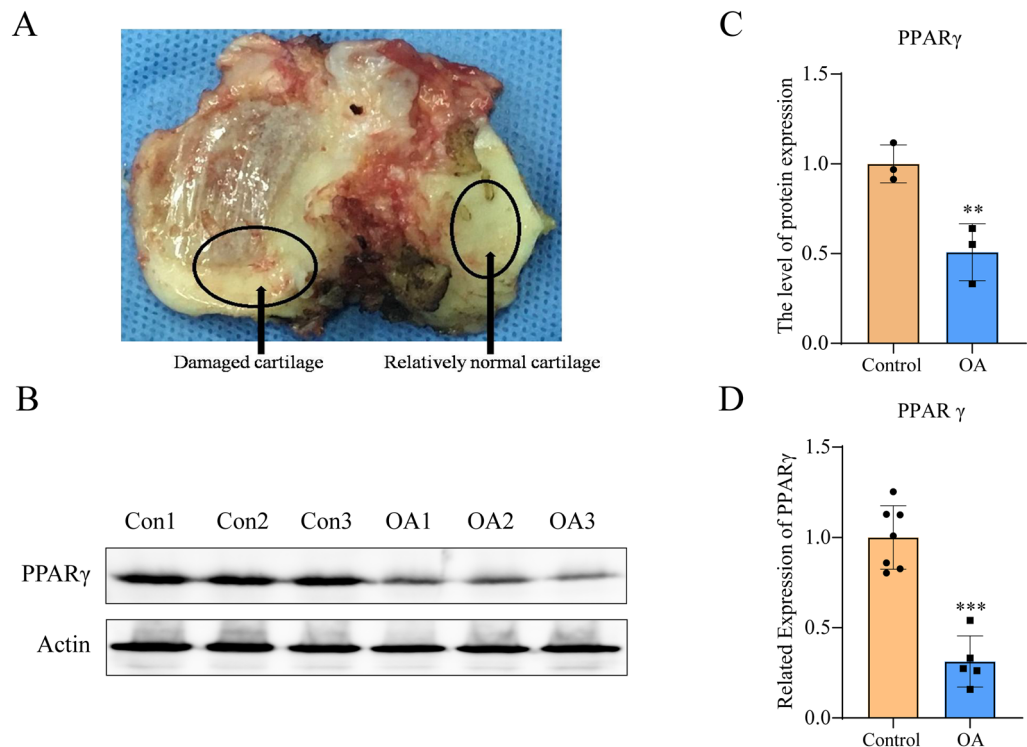 A
Damaged cartilage
Relatively normal cartilage
B
Con1 Con2 Con3 OA1 OA2 OA3
PPARγ
Actin
C
PPARγ
The level of protein expression
1.5
1.0
0.5
0.0
**
Control OA
D
PPAR γ
Related Expression of PPARγ
1.5
1.0
0.5
0.0
***
Control OA